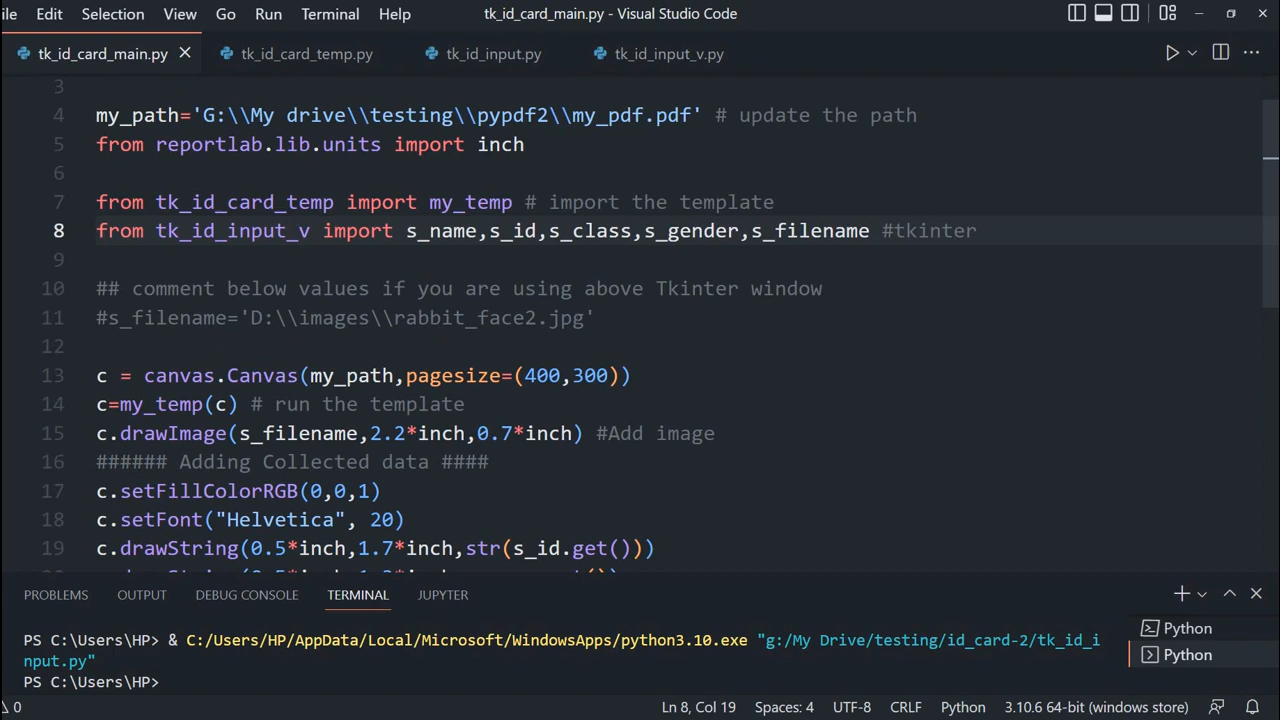 ile Edit Selection View Go Run Terminal Help tk_id_card_main.py - Visual Studio Code
tk_id_card_main.py tk_id_card_temp.py tk_id_input.py tk_id_input_v.py
3
4 my_path='G:\\My drive\\testing\\pypdf2\\my_pdf.pdf' # update the path
5 from reportlab.lib.units import inch
6
7 from tk_id_card_temp import my_temp # import the template
8 from tk_id_input_v import s_name,s_id,s_class,s_gender,s_filename #tkinter
9
10 ## comment below values if you are using above Tkinter window
11 #s_filename='D:\\images\\rabbit_face2.jpg'
12
13 c = canvas.Canvas(my_path,pagesize=(400,300))
14 c=my_temp(c) # run the template
15 c.drawImage(s_filename,2.2*inch,0.7*inch) #Add image
16 ###### Adding Collected data ####
17 c.setFillColorRGB(0,0,1)
18 c.setFont("Helvetica", 20)
19 c.drawString(0.5*inch,1.7*inch,str(s_id.get()))
PROBLEMS OUTPUT DEBUG CONSOLE TERMINAL JUPYTER
PS C:\Users\HP> & C:/Users/HP/AppData/Local/Microsoft/WindowsApps/python3.10.exe "g:/My Drive/testing/id_card-2/tk_id_i
nput.py"
PS C:\Users\HP>
Python
Python
0 Ln 8, Col 19 Spaces: 4 UTF-8 CRLF Python 3.10.6 64-bit (windows store)